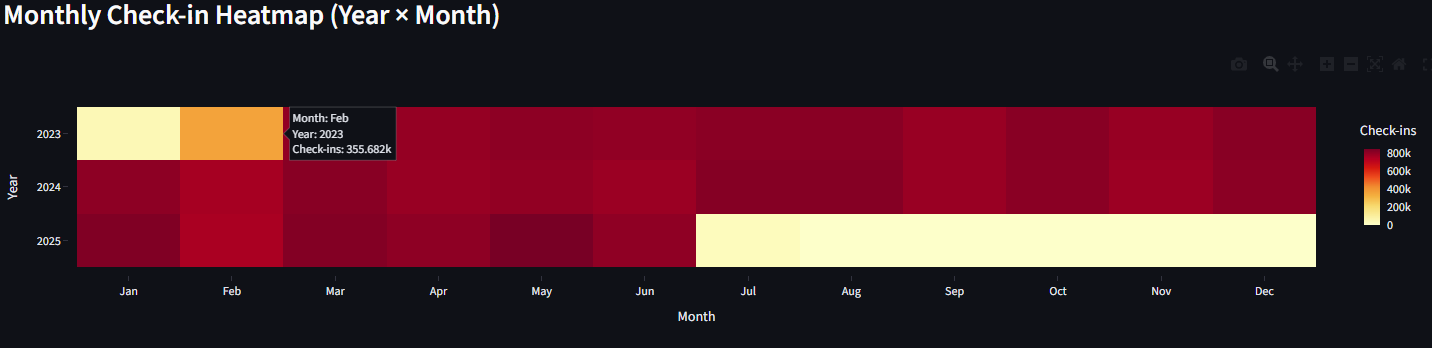 Monthly Check-in Heatmap (Year × Month)
Month: Feb
Year: 2023
Check-ins: 355.682k
Check-ins
800k
600k
400k
200k
0
Year
2023
2024
2025
Jan Feb Mar Apr May Jun Jul Aug Sep Oct Nov Dec
Month